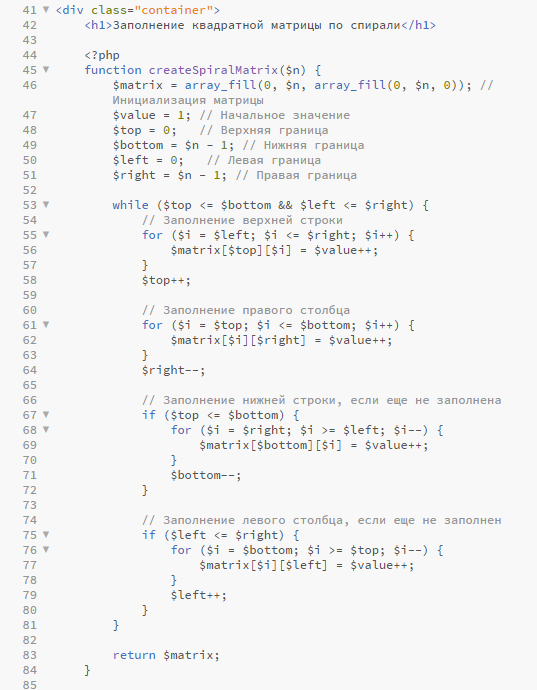 41 ▼ <div class="container">
42 <h1>Заполнение квадратной матрицы по спирали</h1>
43
44 <?php
45 ▼ function createSpiralMatrix($n) {
46 $matrix = array_fill(0, $n, array_fill(0, $n, 0)); //
Инициализация матрицы
47 $value = 1; // Начальное значение
48 $top = 0; // Верхняя граница
49 $bottom = $n - 1; // Нижняя граница
50 $left = 0; // Левая граница
51 $right = $n - 1; // Правая граница
52
53 ▼ while ($top <= $bottom && $left <= $right) {
54 // Заполнение верхней строки
55 ▼ for ($i = $left; $i <= $right; $i++) {
56 $matrix[$top][$i] = $value++;
57 }
58 $top++;
59
60 // Заполнение правого столбца
61 ▼ for ($i = $top; $i <= $bottom; $i++) {
62 $matrix[$i][$right] = $value++;
63 }
64 $right--;
65
66 // Заполнение нижней строки, если еще не заполнена
67 ▼ if ($top <= $bottom) {
68 ▼ for ($i = $right; $i >= $left; $i--) {
69 $matrix[$bottom][$i] = $value++;
70 }
71 $bottom--;
72 }
73
74 // Заполнение левого столбца, если еще не заполнен
75 ▼ if ($left <= $right) {
76 ▼ for ($i = $bottom; $i >= $top; $i--) {
77 $matrix[$i][$left] = $value++;
78 }
79 $left++;
80 }
81 }
82
83 return $matrix;
84 }
85